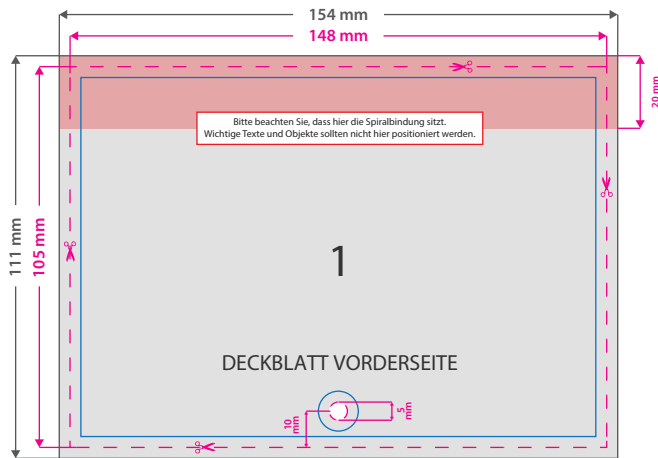 154 mm
148 mm
20 mm
Bitte beachten Sie, dass hier die Spiralbindung sitzt.
Wichtige Texte und Objekte sollten nicht hier positioniert werden.
111 mm
105 mm
1
DECKBLATT VORDERSEITE
10
mm
5
mm